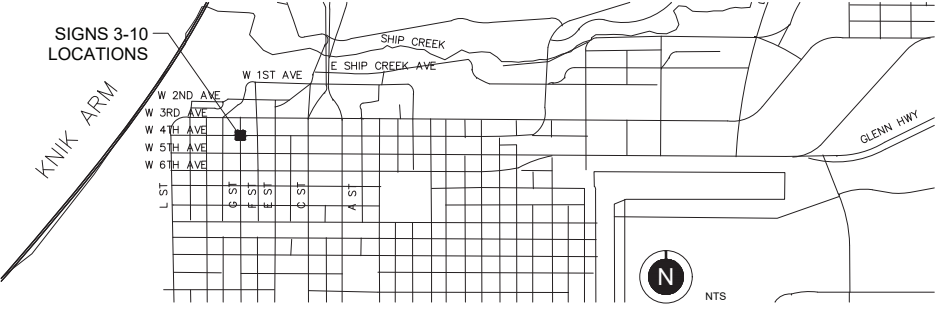 SIGNS 3-10
LOCATIONS
SHIP CREEK
E SHIP CREEK AVE
W 1ST AVE
W 2ND AVE
W 3RD AVE
W 4TH AVE
W 5TH AVE
W 6TH AVE
KNIK ARM
GLENN HWY
L ST
G ST
F ST
E ST
C ST
A ST
N
NTS